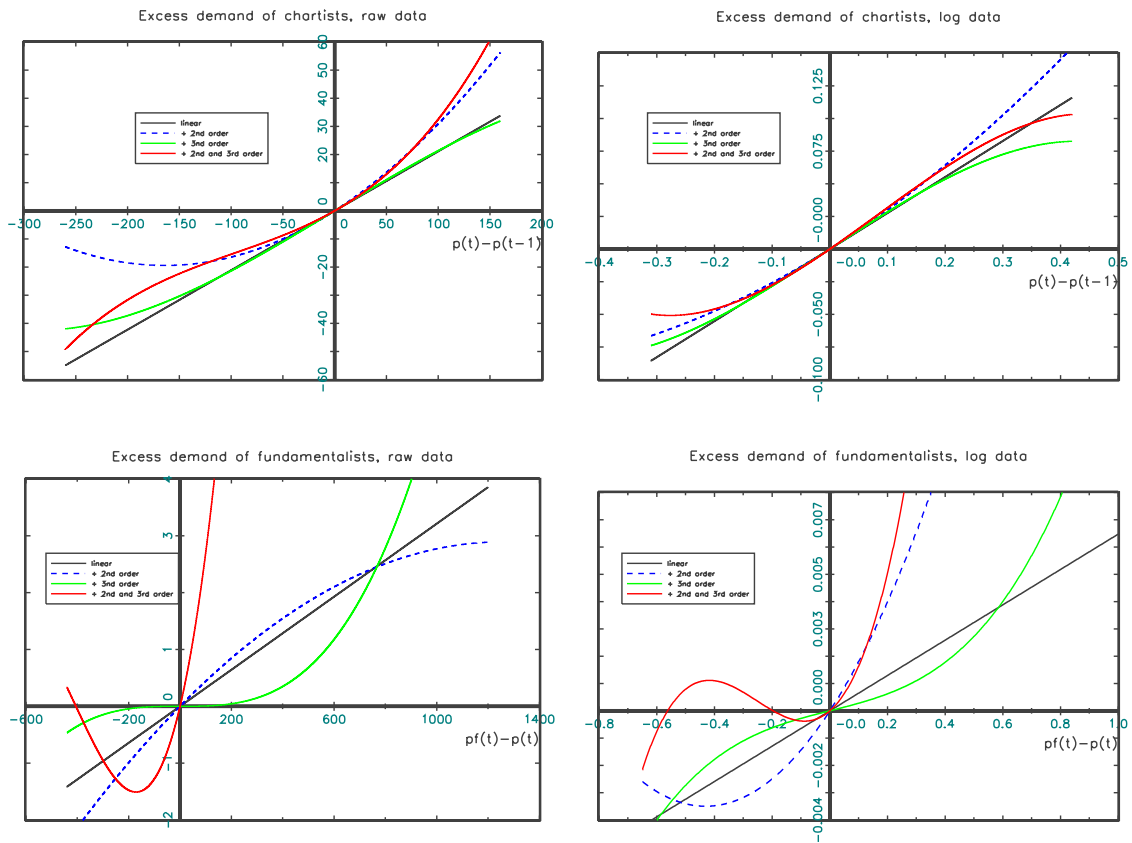 Excess demand of chartists, raw data
60
50
40
30
20
0
-300 -250 -200 -150 -100 -50 0 50 100 150 200
p(t)-p(t-1)
-20
-40
-60
linear
+ 2nd order
+ 3nd order
+ 2nd and 3rd order
Excess demand of chartists, log data
0.125
0.075
-0.000
-0.4 -0.3 -0.2 -0.1 -0.0 0.1 0.2 0.3 0.4 0.5
p(t)-p(t-1)
-0.050
-0.100
linear
+ 2nd order
+ 3nd order
+ 2nd and 3rd order
Excess demand of fundamentalists, raw data
4
3
1
0
-600 -200 200 600 1000 1400
pf(t)-p(t)
-1
-2
linear
+ 2nd order
+ 3nd order
+ 2nd and 3rd order
Excess demand of fundamentalists, log data
0.007
0.005
0.003
0.000
-0.8 -0.6 -0.4 -0.2 -0.0 0.2 0.4 0.6 0.8 1.0
pf(t)-p(t)
-0.002
-0.004
linear
+ 2nd order
+ 3nd order
+ 2nd and 3rd order